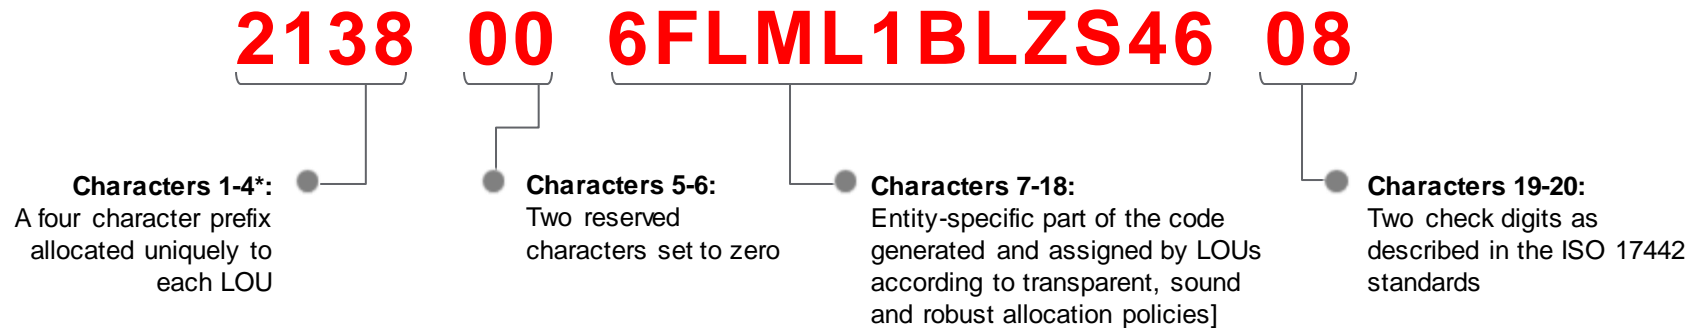 2138 00 6FLML1BLZS46 08
Characters 1-4*:
A four character prefix
allocated uniquely to
each LOU
Characters 5-6:
Two reserved
characters set to zero
Characters 7-18:
Entity-specific part of the code
generated and assigned by LOUs
according to transparent, sound
and robust allocation policies]
Characters 19-20:
Two check digits as
described in the ISO 17442
standards